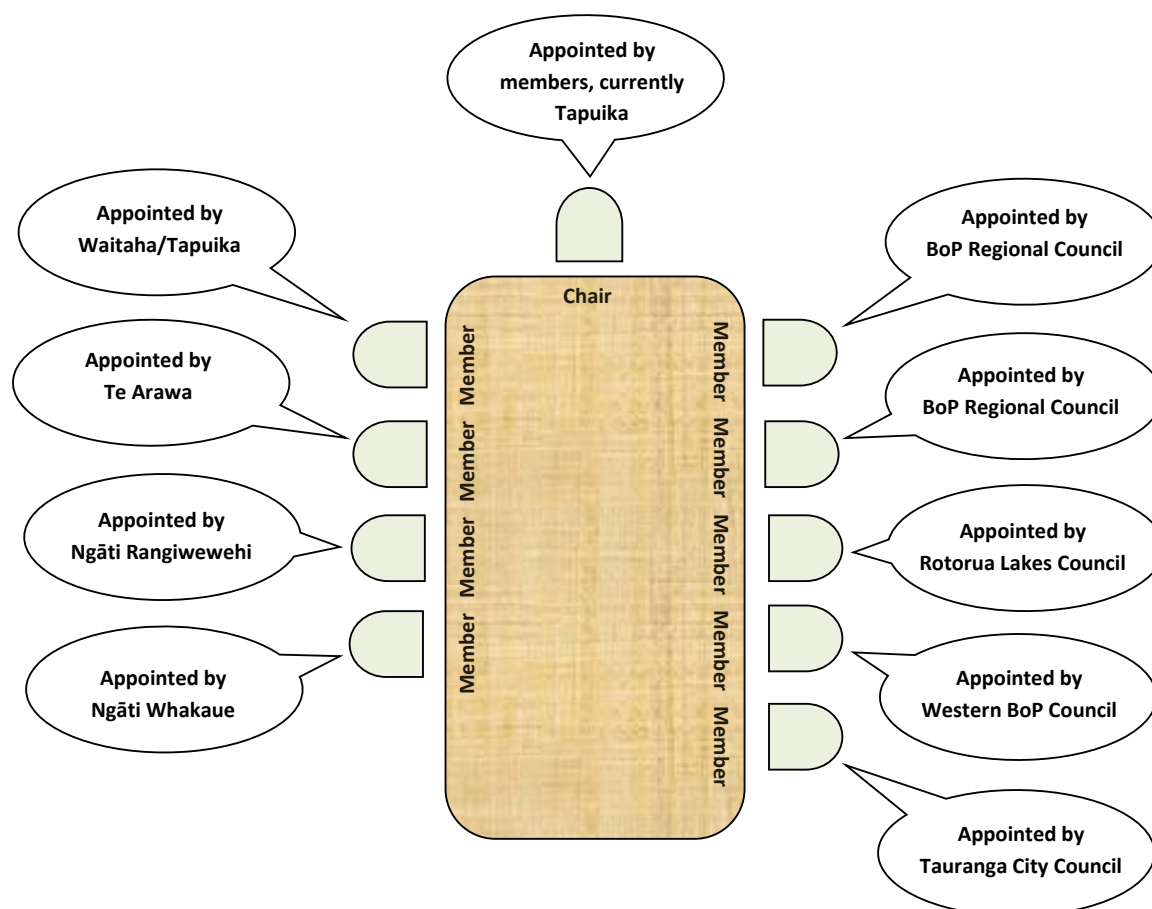 Appointed by
members, currently
Tapuika
Appointed by
Waitaha/Tapuika
Appointed by
BoP Regional Council
Chair
Member
Member
Appointed by
Te Arawa
Appointed by
BoP Regional Council
Member
Member
Appointed by
Ngāti Rangiwewehi
Appointed by
Rotorua Lakes Council
Member
Member
Appointed by
Ngāti Whakaue
Appointed by
Western BoP Council
Member
Member
Member
Appointed by
Tauranga City Council